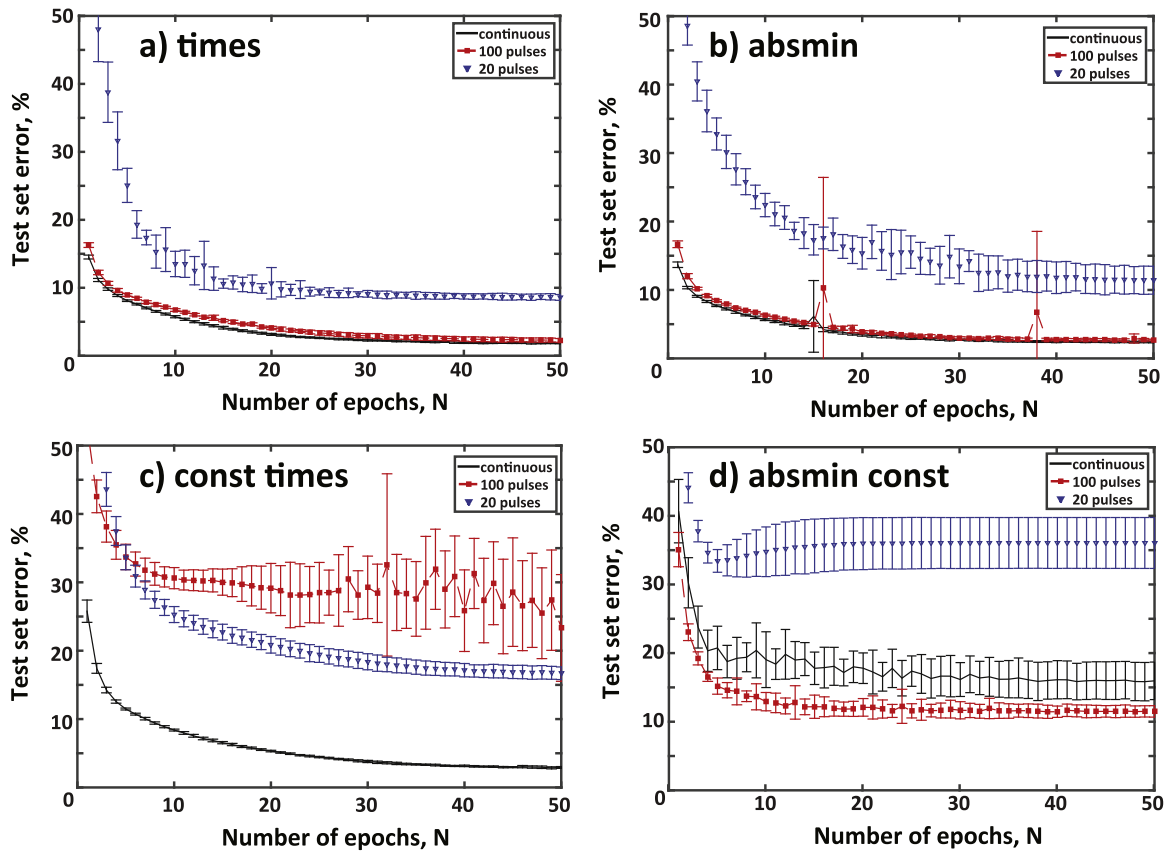 a) times
continuous
100 pulses
20 pulses
Test set error, %
50
40
30
20
10
0
10
20
30
40
50
Number of epochs, N
b) absmin
continuous
100 pulses
20 pulses
Test set error, %
50
40
30
20
10
0
10
20
30
40
50
Number of epochs, N
c) const times
continuous
100 pulses
20 pulses
Test set error, %
50
40
30
20
10
0
10
20
30
40
50
Number of epochs, N
d) absmin const
continuous
100 pulses
20 pulses
Test set error, %
50
40
30
20
10
0
10
20
30
40
50
Number of epochs, N